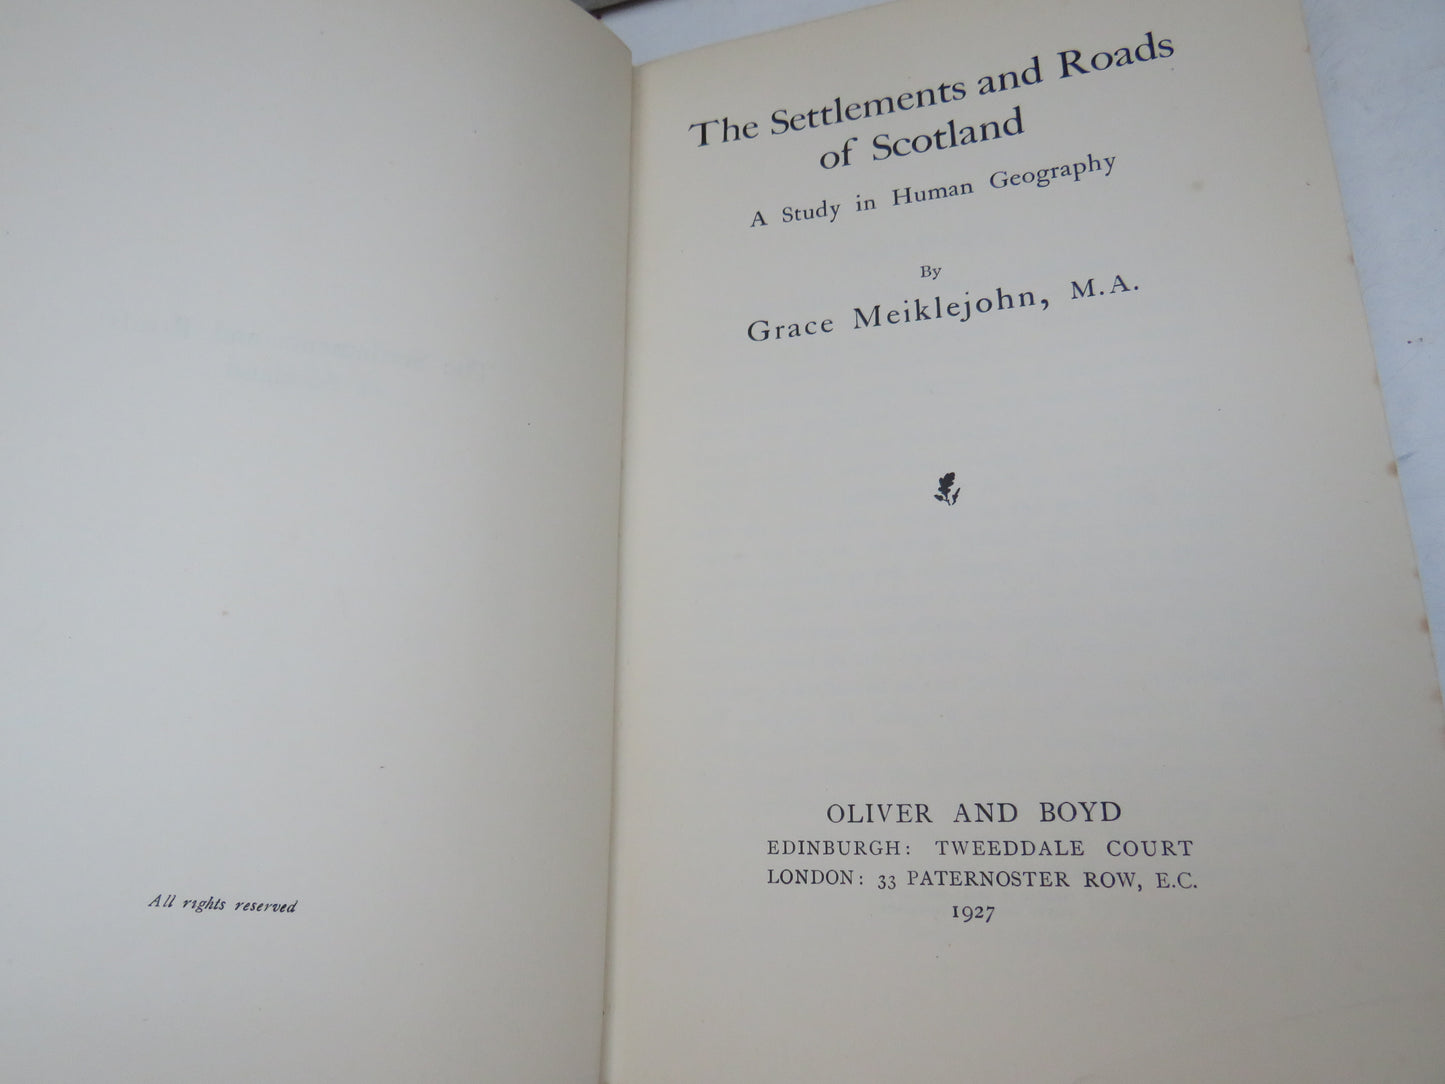 All rights reserved
The Settlements and Roads
of Scotland
A Study in Human Geography
By
Grace Meiklejohn, M.A.
OLIVER AND BOYD
EDINBURGH: TWEEDDALE COURT
LONDON: 33 PATERNOSTER ROW, E.C.
1927